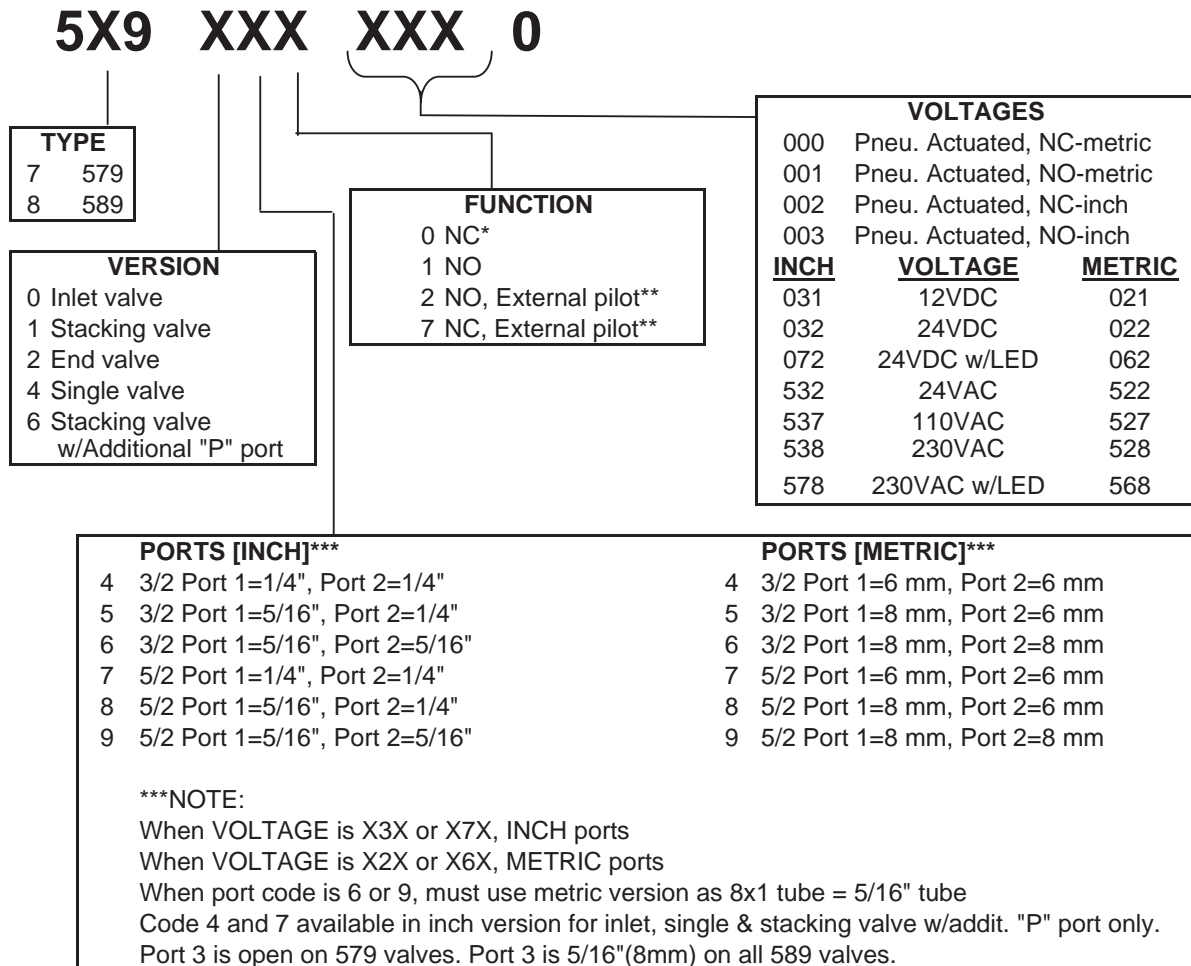 5X9 XXX XXX 0
TYPE
7 579
8 589
VERSION
0 Inlet valve
1 Stacking valve
2 End valve
4 Single valve
6 Stacking valve
w/Additional "P" port
FUNCTION
0 NC*
1 NO
2 NO, External pilot**
7 NC, External pilot**
VOLTAGES
000 Pneu. Actuated, NC-metric
001 Pneu. Actuated, NO-metric
002 Pneu. Actuated, NC-inch
003 Pneu. Actuated, NO-inch
INCH VOLTAGE METRIC
031 12VDC 021
032 24VDC 022
072 24VDC w/LED 062
532 24VAC 522
537 110VAC 527
538 230VAC 528
578 230VAC w/LED 568
PORTS [INCH]***
4 3/2 Port 1=1/4", Port 2=1/4"
5 3/2 Port 1=5/16", Port 2=1/4"
6 3/2 Port 1=5/16", Port 2=5/16"
7 5/2 Port 1=1/4", Port 2=1/4"
8 5/2 Port 1=5/16", Port 2=1/4"
9 5/2 Port 1=5/16", Port 2=5/16"
PORTS [METRIC]***
4 3/2 Port 1=6 mm, Port 2=6 mm
5 3/2 Port 1=8 mm, Port 2=6 mm
6 3/2 Port 1=8 mm, Port 2=8 mm
7 5/2 Port 1=6 mm, Port 2=6 mm
8 5/2 Port 1=8 mm, Port 2=6 mm
9 5/2 Port 1=8 mm, Port 2=8 mm
***NOTE:
When VOLTAGE is X3X or X7X, INCH ports
When VOLTAGE is X2X or X6X, METRIC ports
When port code is 6 or 9, must use metric version as 8x1 tube = 5/16" tube
Code 4 and 7 available in inch version for inlet, single & stacking valve w/addit. "P" port only.
Port 3 is open on 579 valves. Port 3 is 5/16"(8mm) on all 589 valves.